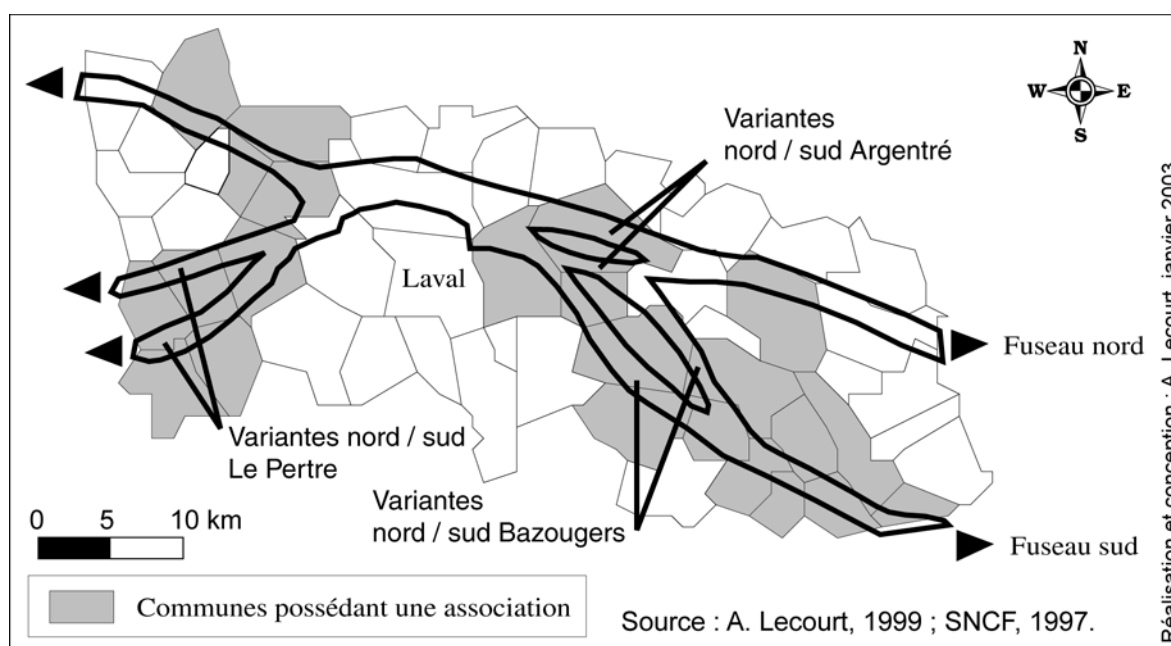 N
W E
S
Variantes
nord / sud Argentré
Laval
Fuseau nord
Variantes nord / sud
Le Pertre
Variantes
nord / sud Bazougers
Fuseau sud
0 5 10 km
Communes possédant une association
Source : A. Lecourt, 1999 ; SNCF, 1997.
Réalisation et conception : A. Lecourt, janvier 2003